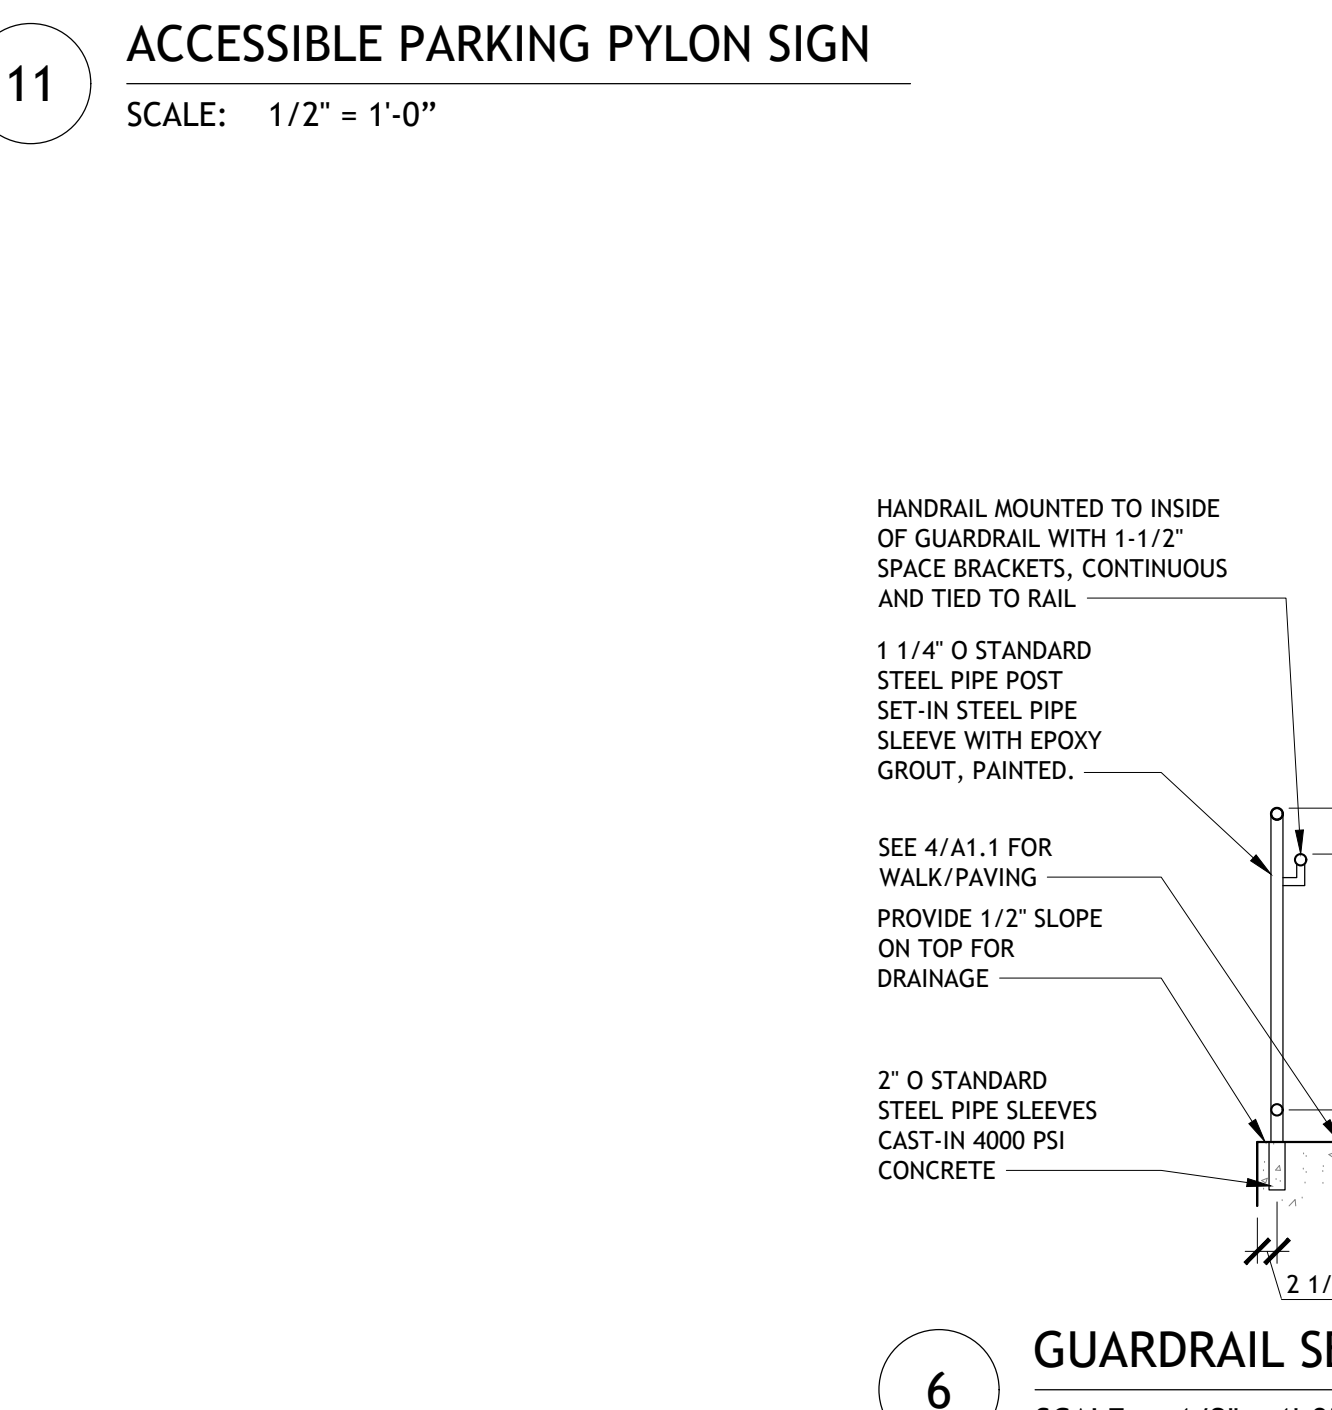 11
ACCESSIBLE PARKING PYLON SIGN
SCALE: 1/2" = 1'-0”
HANDRAIL MOUNTED TO INSIDE
OF GUARDRAIL WITH 1-1/2"
SPACE BRACKETS, CONTINUOUS
AND TIED TO RAIL
1 1/4" O STANDARD
STEEL PIPE POST
SET-IN STEEL PIPE
SLEEVE WITH EPOXY
GROUT, PAINTED.
SEE 4/A1.1 FOR
WALK/PAVING
PROVIDE 1/2" SLOPE
ON TOP FOR
DRAINAGE
2" O STANDARD
STEEL PIPE SLEEVES
CAST-IN 4000 PSI
CONCRETE
2 1/
6
GUARDRAIL